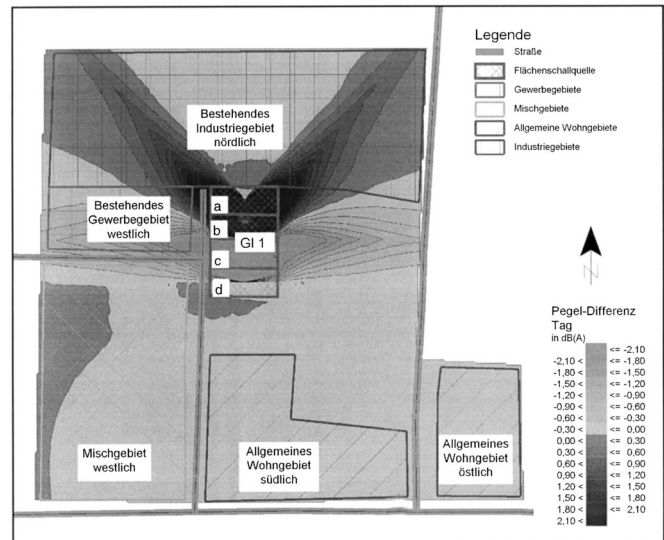 Legende
Straße
Flächenschallquelle
Gewerbegebiete
Mischgebiete
Allgemeine Wohngebiete
Industriegebiete
Bestehendes
Industriegebiet
nördlich
Bestehendes
Gewerbegebiet
westlich
a
b
GI 1
c
d
N
Mischgebiet
westlich
Allgemeines
Wohngebiet
südlich
Allgemeines
Wohngebiet
östlich
Pegel-Differenz
Tag
in dB(A)
<= -2,10
-2,10 < <= -1,80
-1,80 < <= -1,50
-1,50 < <= -1,20
-1,20 < <= -0,90
-0,90 < <= -0,60
-0,60 < <= -0,30
-0,30 < <= 0,00
0,00 < <= 0,30
0,30 < <= 0,60
0,60 < <= 0,90
0,90 < <= 1,20
1,20 < <= 1,50
1,50 < <= 1,80
1,80 < <= 2,10
2,10 <